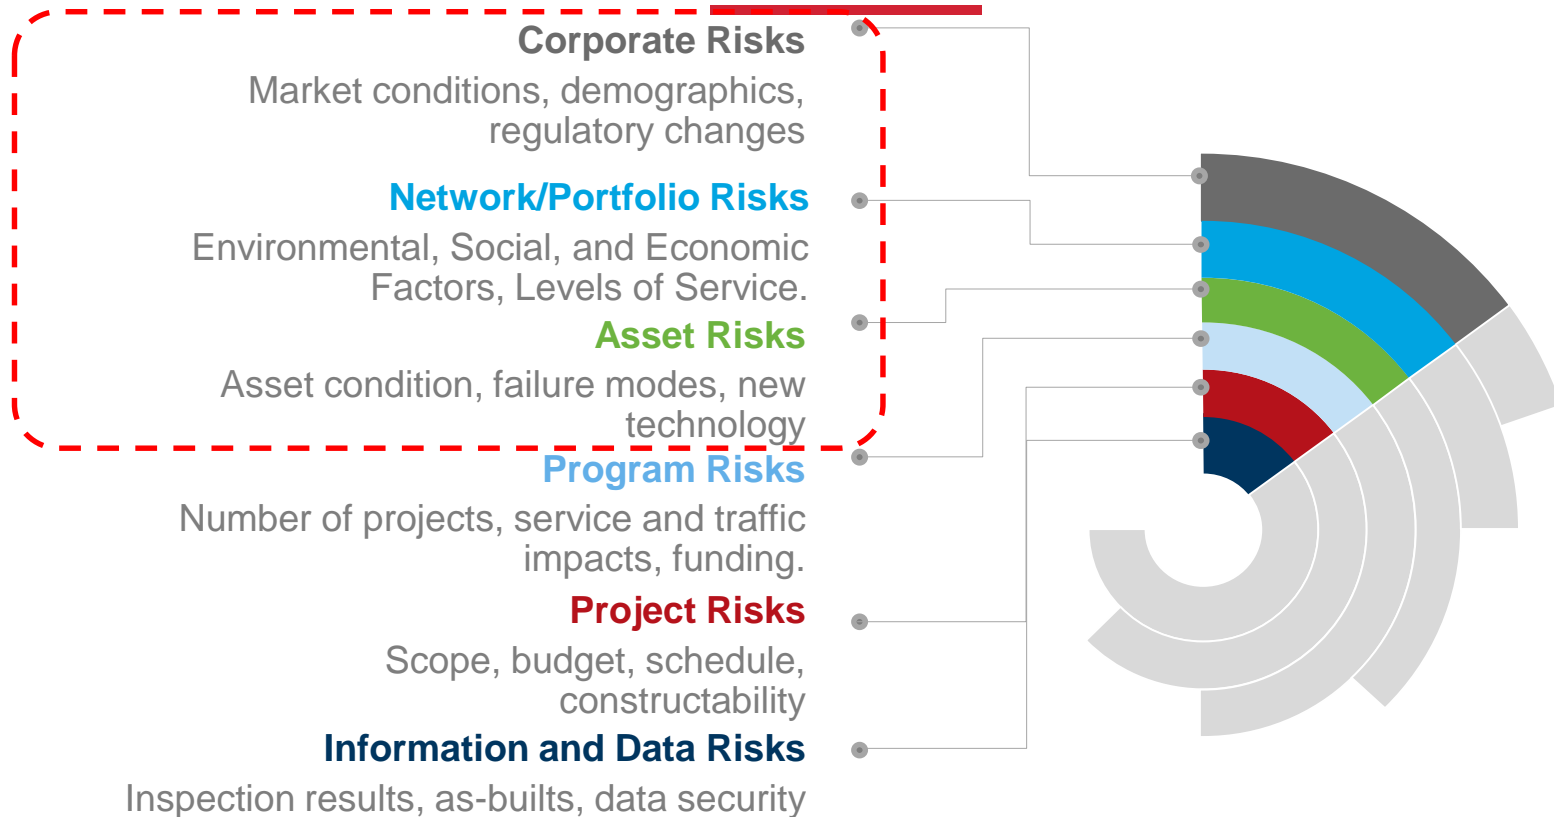 Corporate Risks
Market conditions, demographics,
regulatory changes
Network/Portfolio Risks
Environmental, Social, and Economic
Factors, Levels of Service.
Asset Risks
Asset condition, failure modes, new
technology
Program Risks
Number of projects, service and traffic
impacts, funding.
Project Risks
Scope, budget, schedule,
constructability
Information and Data Risks
Inspection results, as-builts, data security